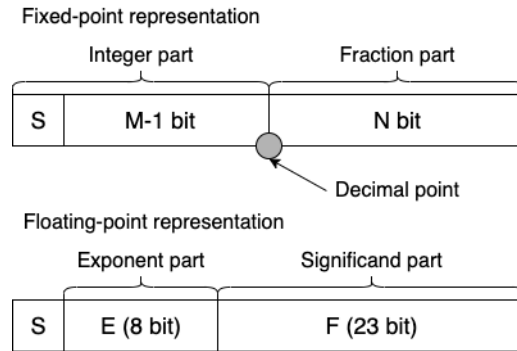 Fixed-point representation
Integer part Fraction part
S M-1 bit N bit
Decimal point
Floating-point representation
Exponent part Significand part
S E (8 bit) F (23 bit)